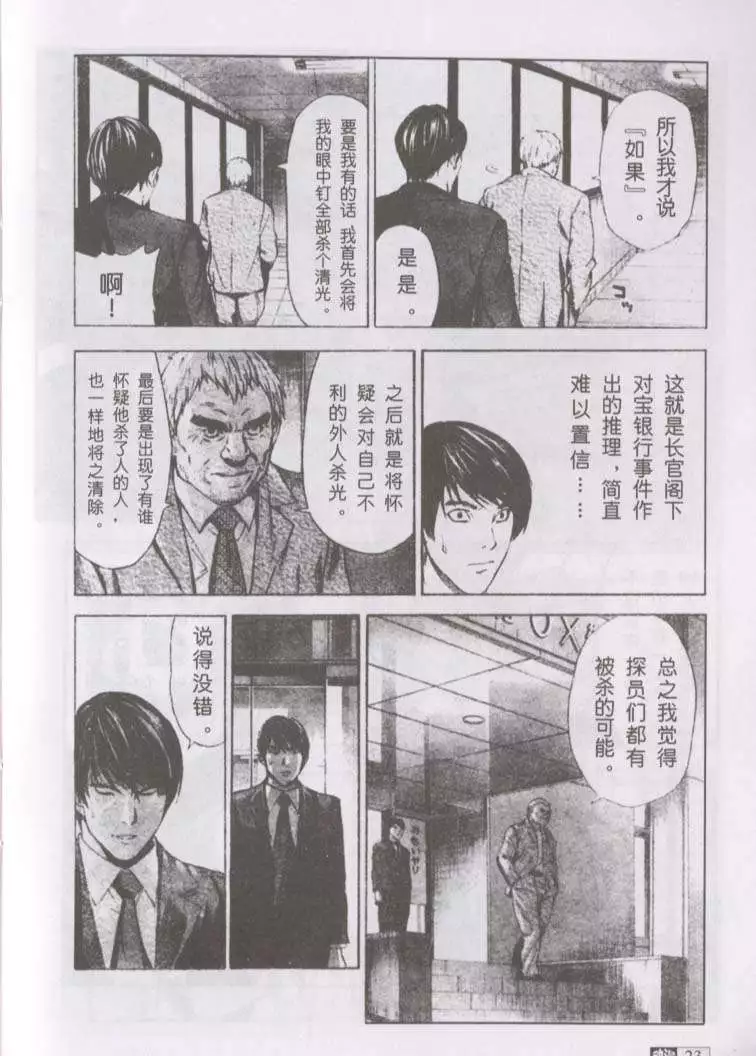 所以我才说
『如果』。
是是。
コッ
要是我有的话，我首先会将
我的眼中钉全部杀个清光。
啊！
这就是长官阁下
对宝银行事件作
出的推理，简直
难以置信……
之后就是将怀
疑会对自己不
利的外人杀光。
最后要是出现了有谁
怀疑他杀了人的人，
也一样地将之清除。
总之我觉得
探员们都有
被杀的可能。
说得没错。
23